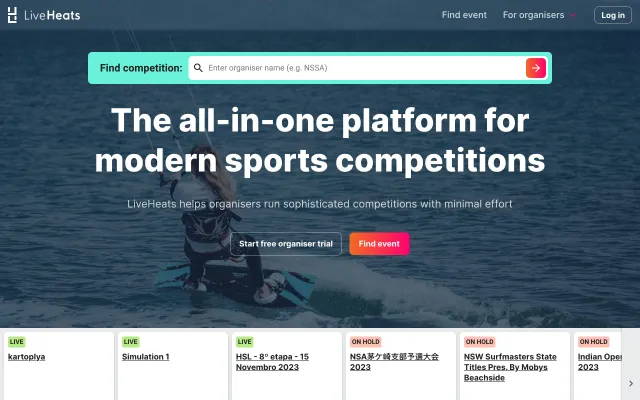 LiveHeats
Find event
For organisers
Log in
Find competition:
Enter organiser name (e.g. NSSA)
The all-in-one platform for
modern sports competitions
LiveHeats helps organisers run sophisticated competitions with minimal effort
Start free organiser trial
Find event
LIVE
kartoplya
LIVE
Simulation 1
LIVE
HSL - 8º etapa - 15
Novembro 2023
ON HOLD
NSA茅ケ崎支部予選大会
2023
ON HOLD
NSW Surfmasters State
Titles Pres. By Mobys
Beachside
ON HOLD
Indian Open
2023